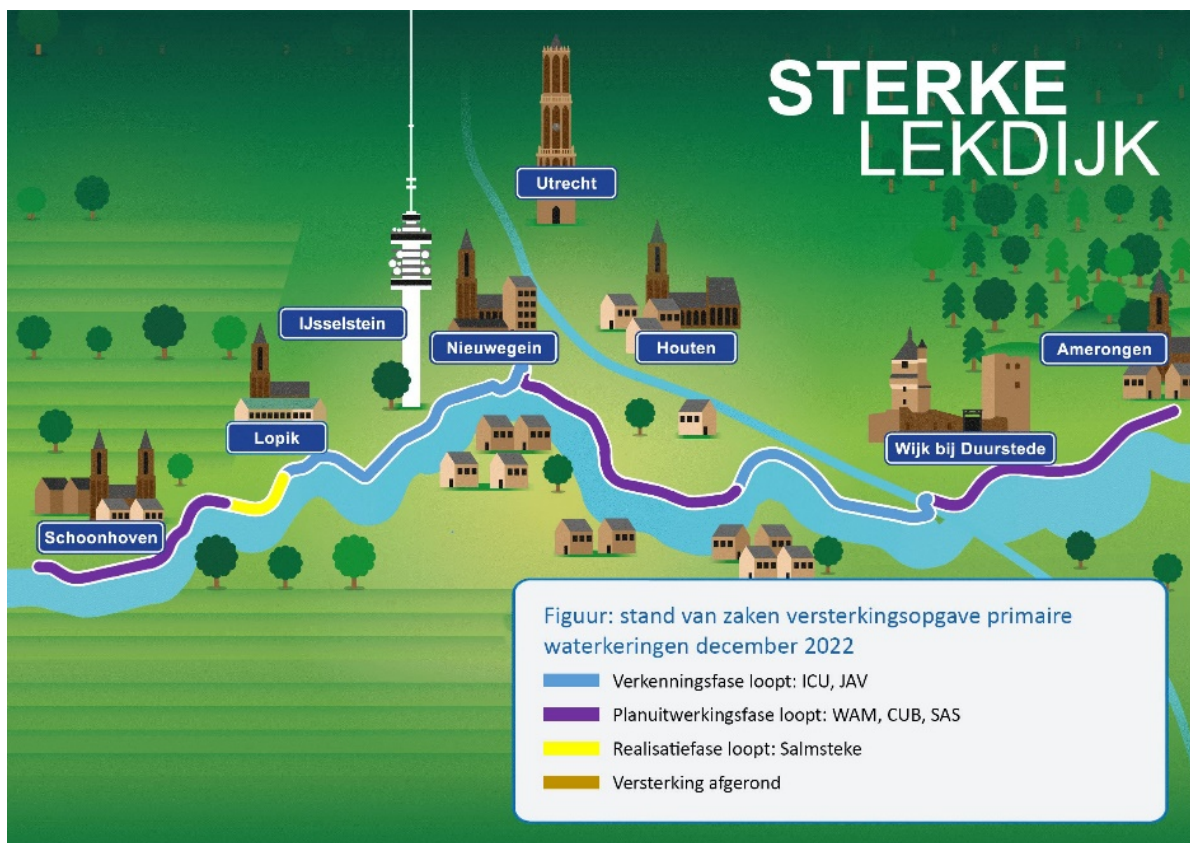 STERKE
LEKDIJK
Utrecht
IJsselstein
Nieuwegein
Houten
Amerongen
Lopik
Wijk bij Duurstede
Schoonhoven
Figuur: stand van zaken versterkingsopgave primaire
waterkeringen december 2022
Verkenningsfase loopt: ICU, JAV
Planuitwerkingsfase loopt: WAM, CUB, SAS
Realisatiefase loopt: Salmsteke
Versterking afgerond